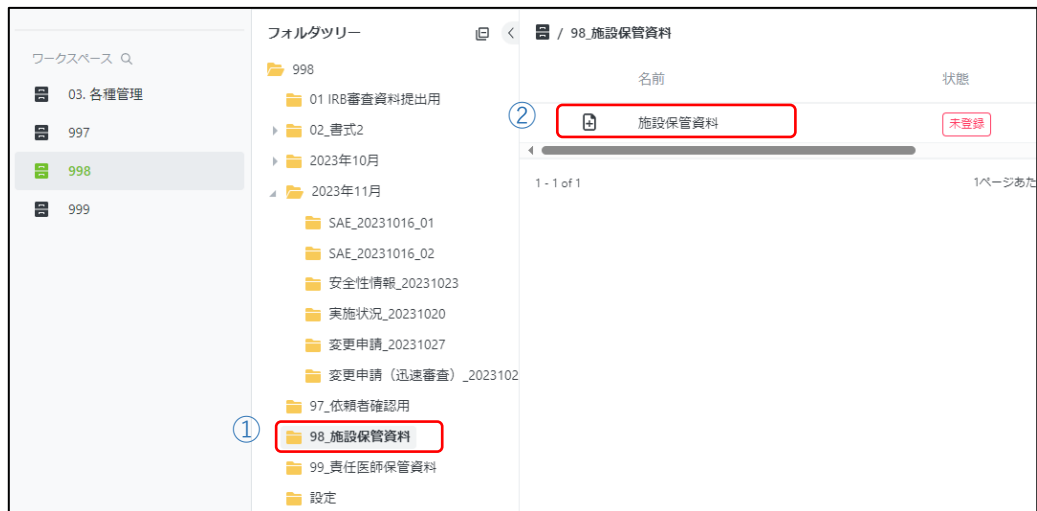 ワークスペース
03. 各種管理
997
998
999
フォルダツリー
998
01 IRB審査資料提出用
02_書式2
2023年10月
2023年11月
SAE_20231016_01
SAE_20231016_02
安全性情報_20231023
実施状況_20231020
変更申請_20231027
変更申請（迅速審査）_2023102
97_依頼者確認用
①
98_施設保管資料
99_責任医師保管資料
設定
/ 98_施設保管資料
名前 状態
②
施設保管資料 未登録
1 - 1 of 1 1ページあた